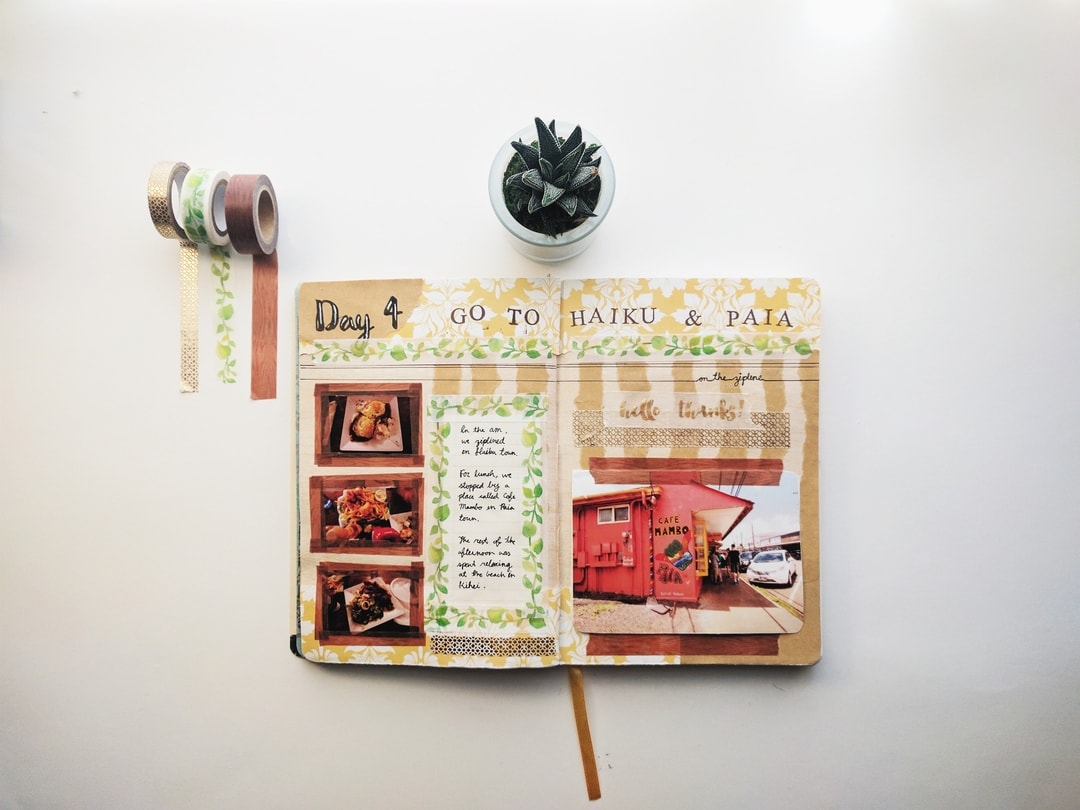 Day 4
GO TO HAIKU & PAIA
on the zipline
hello thanks!
In the am,
we ziplined
in Haiku town.
For lunch, we
stopped by a
place called Cafe
Mambo in Paia
town.
The rest of the
afternoon was
spent relaxing
at the beach in
Kihei.
CAFE
MAMBO